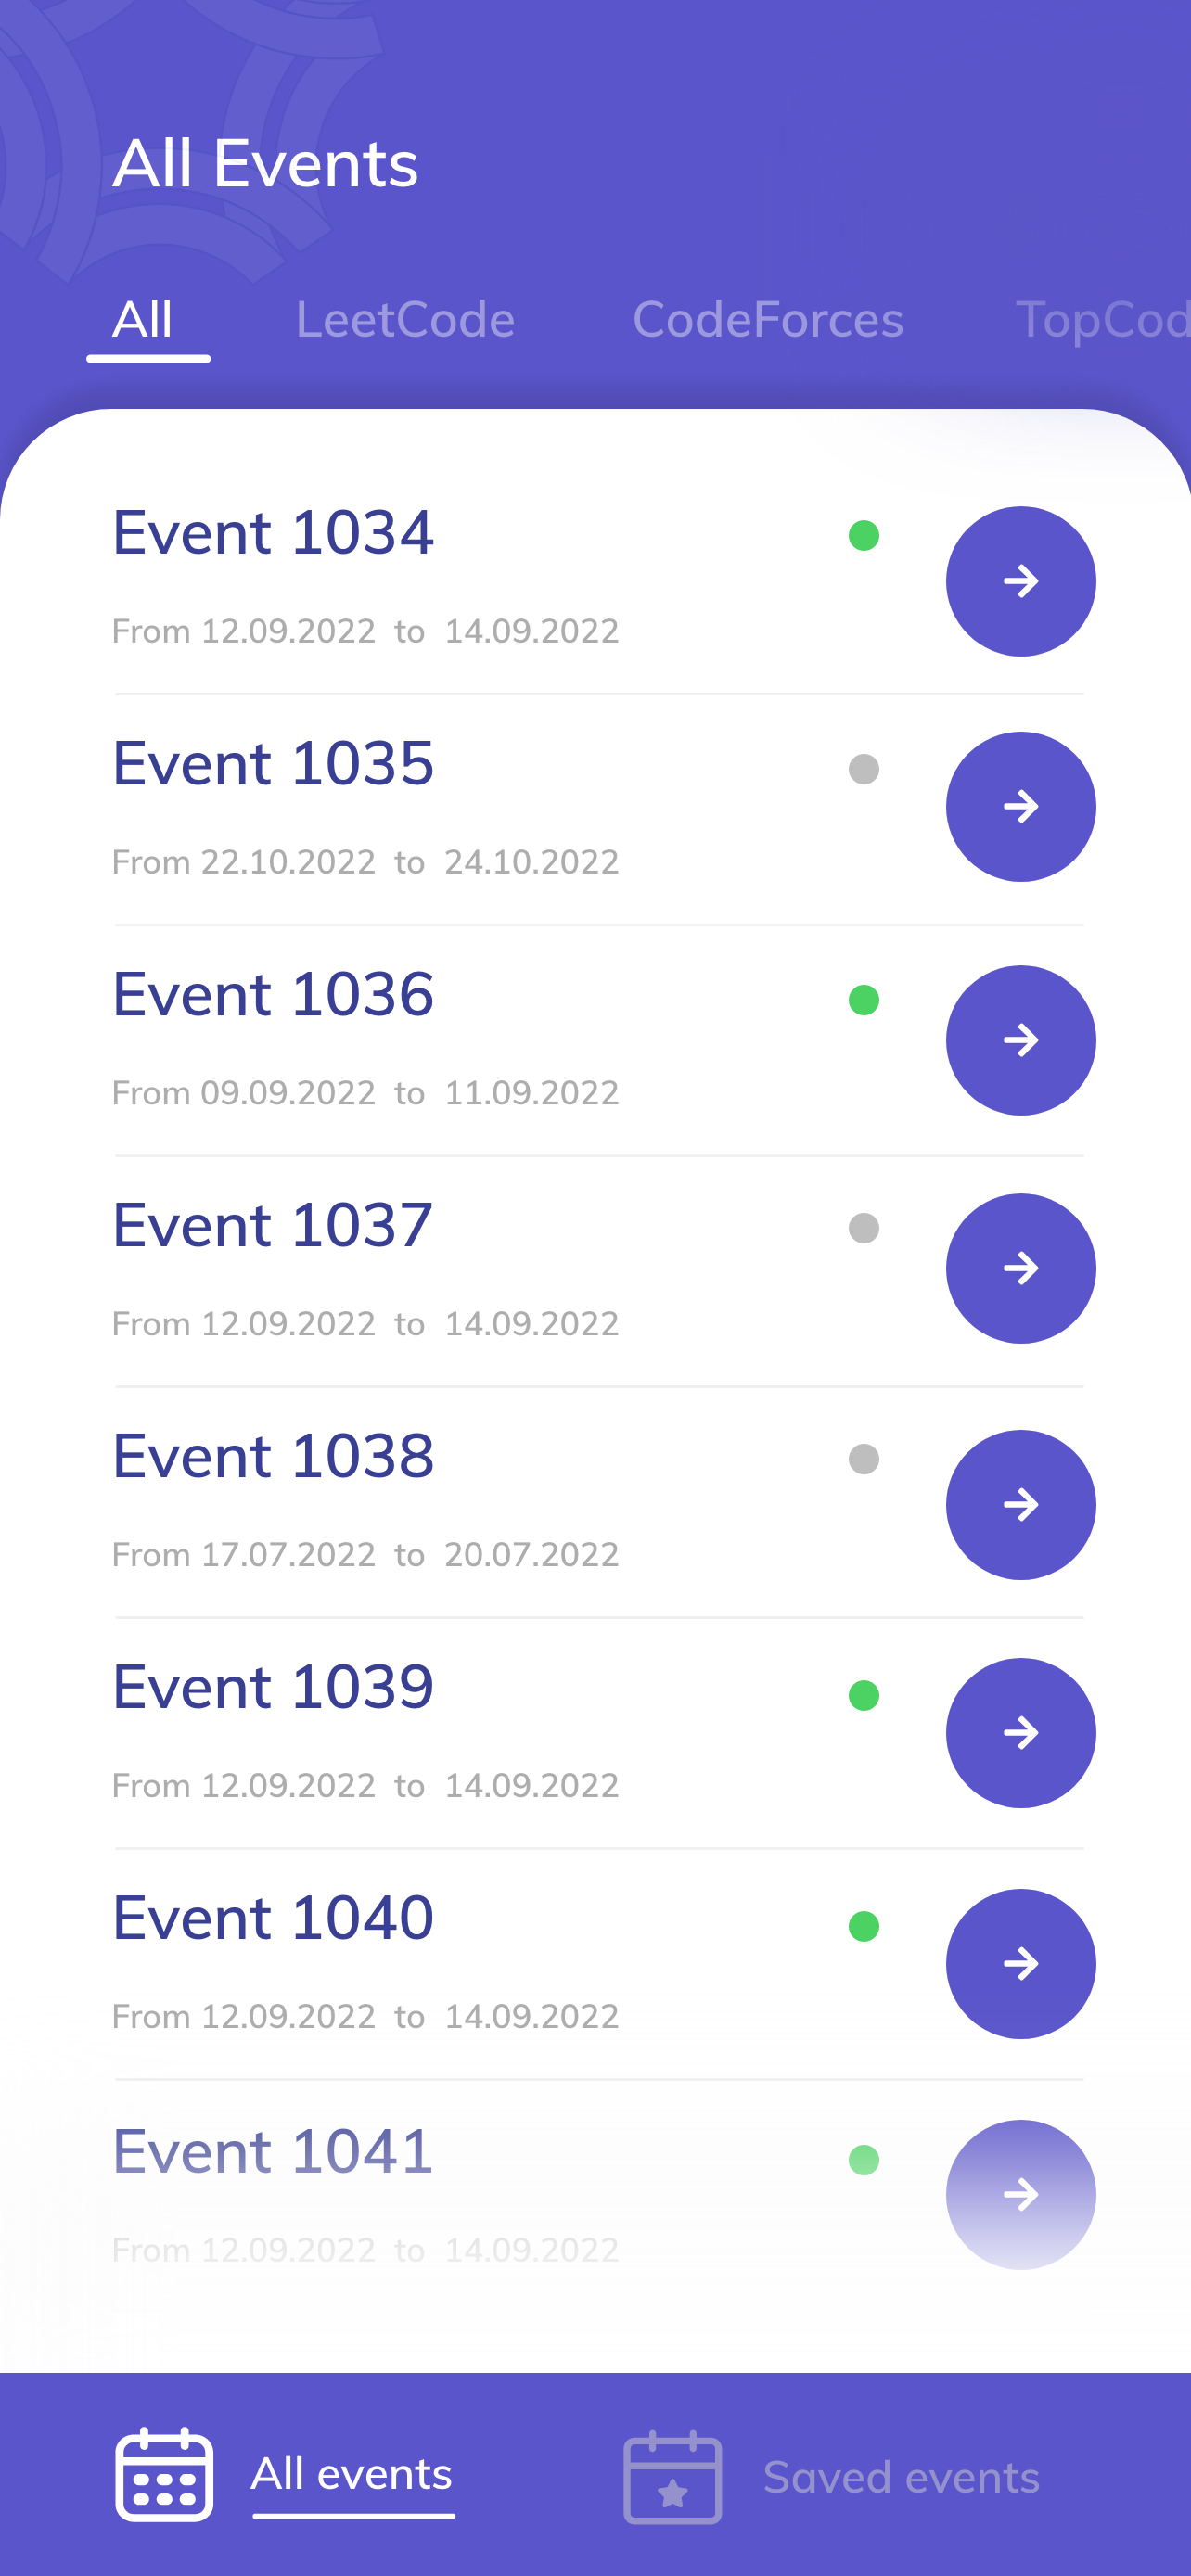 All Events
All LeetCode CodeForces TopCod
Event 1034
From 12.09.2022 to 14.09.2022
Event 1035
From 22.10.2022 to 24.10.2022
Event 1036
From 09.09.2022 to 11.09.2022
Event 1037
From 12.09.2022 to 14.09.2022
Event 1038
From 17.07.2022 to 20.07.2022
Event 1039
From 12.09.2022 to 14.09.2022
Event 1040
From 12.09.2022 to 14.09.2022
Event 1041
From 12.09.2022 to 14.09.2022
All events Saved events